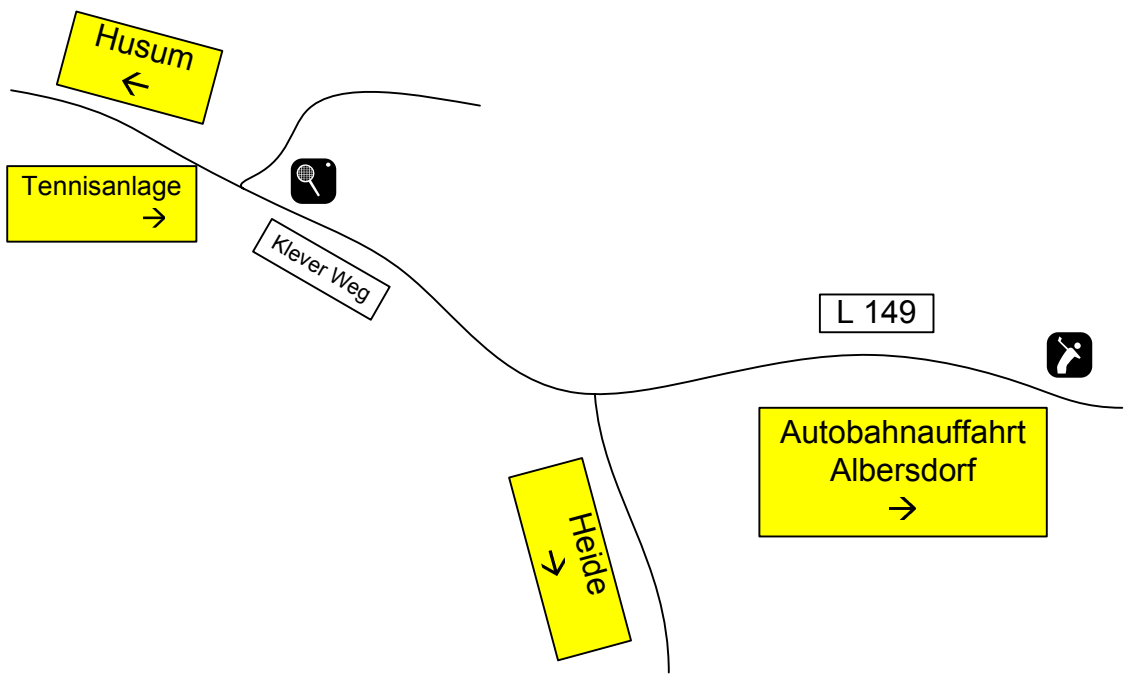 Husum
←
Tennisanlage
→
Klever Weg
L 149
Autobahnauffahrt
Albersdorf
→
Heide
→